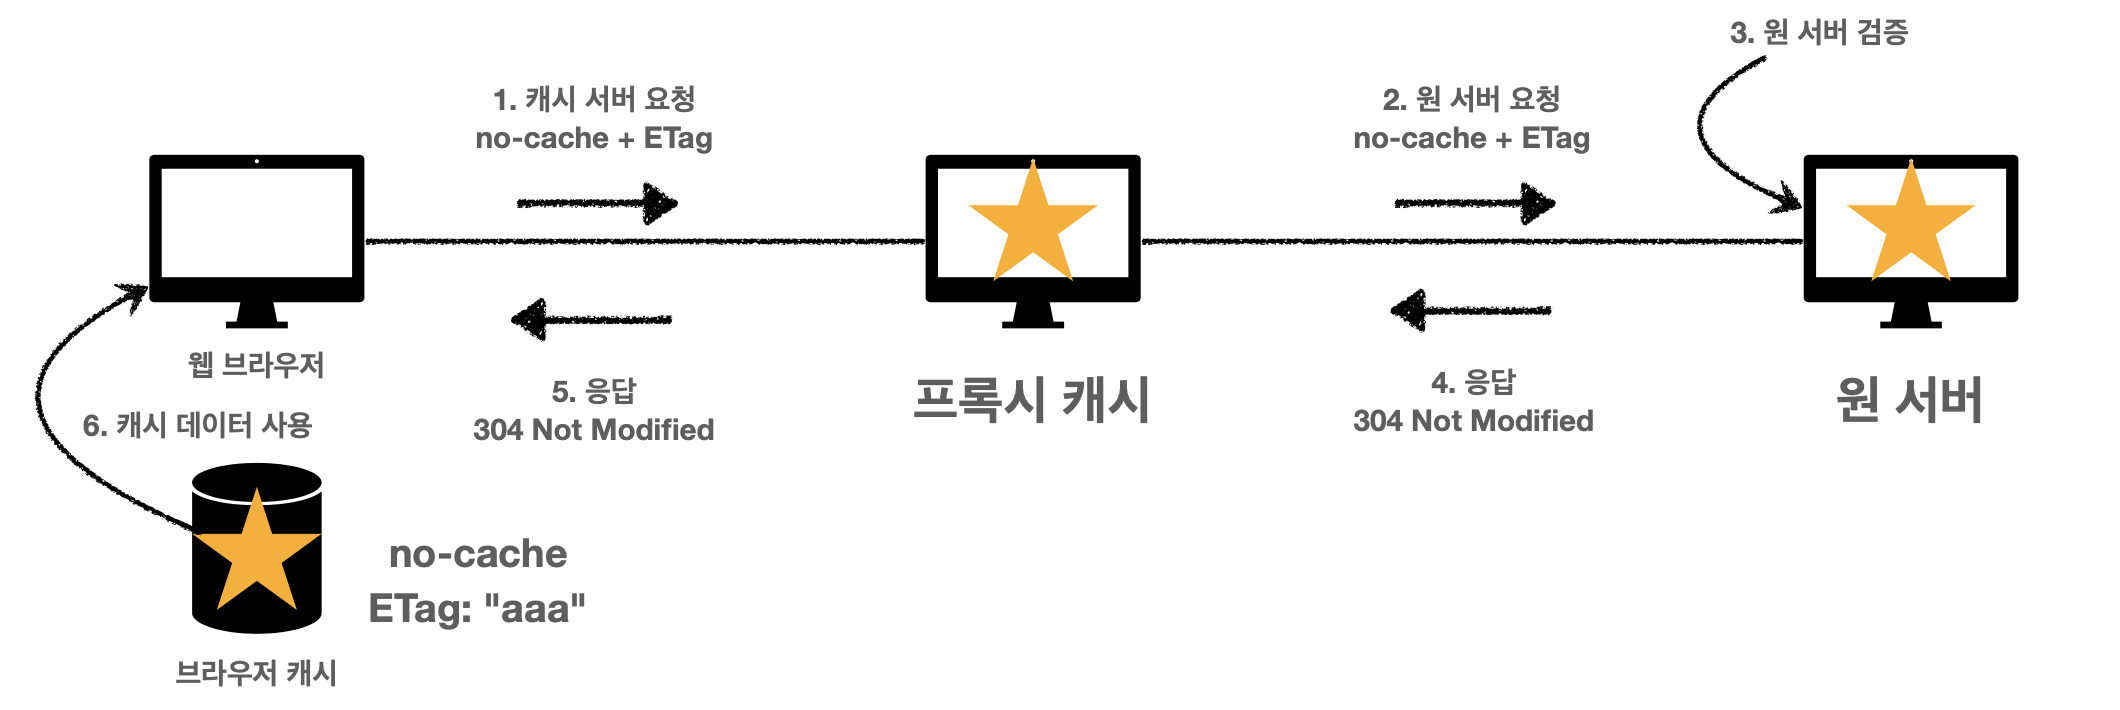 3. 원 서버 검증
1. 캐시 서버 요청
no-cache + ETag
2. 원 서버 요청
no-cache + ETag
웹 브라우저
5. 응답
304 Not Modified
프록시 캐시
4. 응답
304 Not Modified
원 서버
6. 캐시 데이터 사용
no-cache
ETag: "aaa"
브라우저 캐시